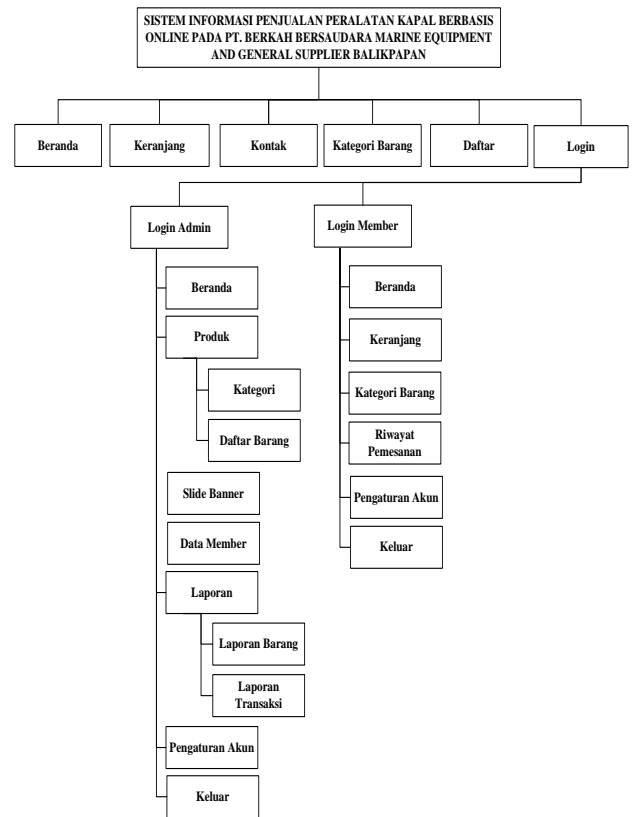 SISTEM INFORMASI PENJUALAN PERALATAN KAPAL BERBASIS
ONLINE PADA PT. BERKAH BERSAUDARA MARINE EQUIPMENT
AND GENERAL SUPPLIER BALIKPAPAN
Beranda
Keranjang
Kontak
Kategori Barang
Daftar
Login
Login Admin
Beranda
Produk
Kategori
Daftar Barang
Slide Banner
Data Member
Laporan
Laporan Barang
Laporan
Transaksi
Pengaturan Akun
Keluar
Login Member
Beranda
Keranjang
Kategori Barang
Riwayat
Pemesanan
Pengaturan Akun
Keluar